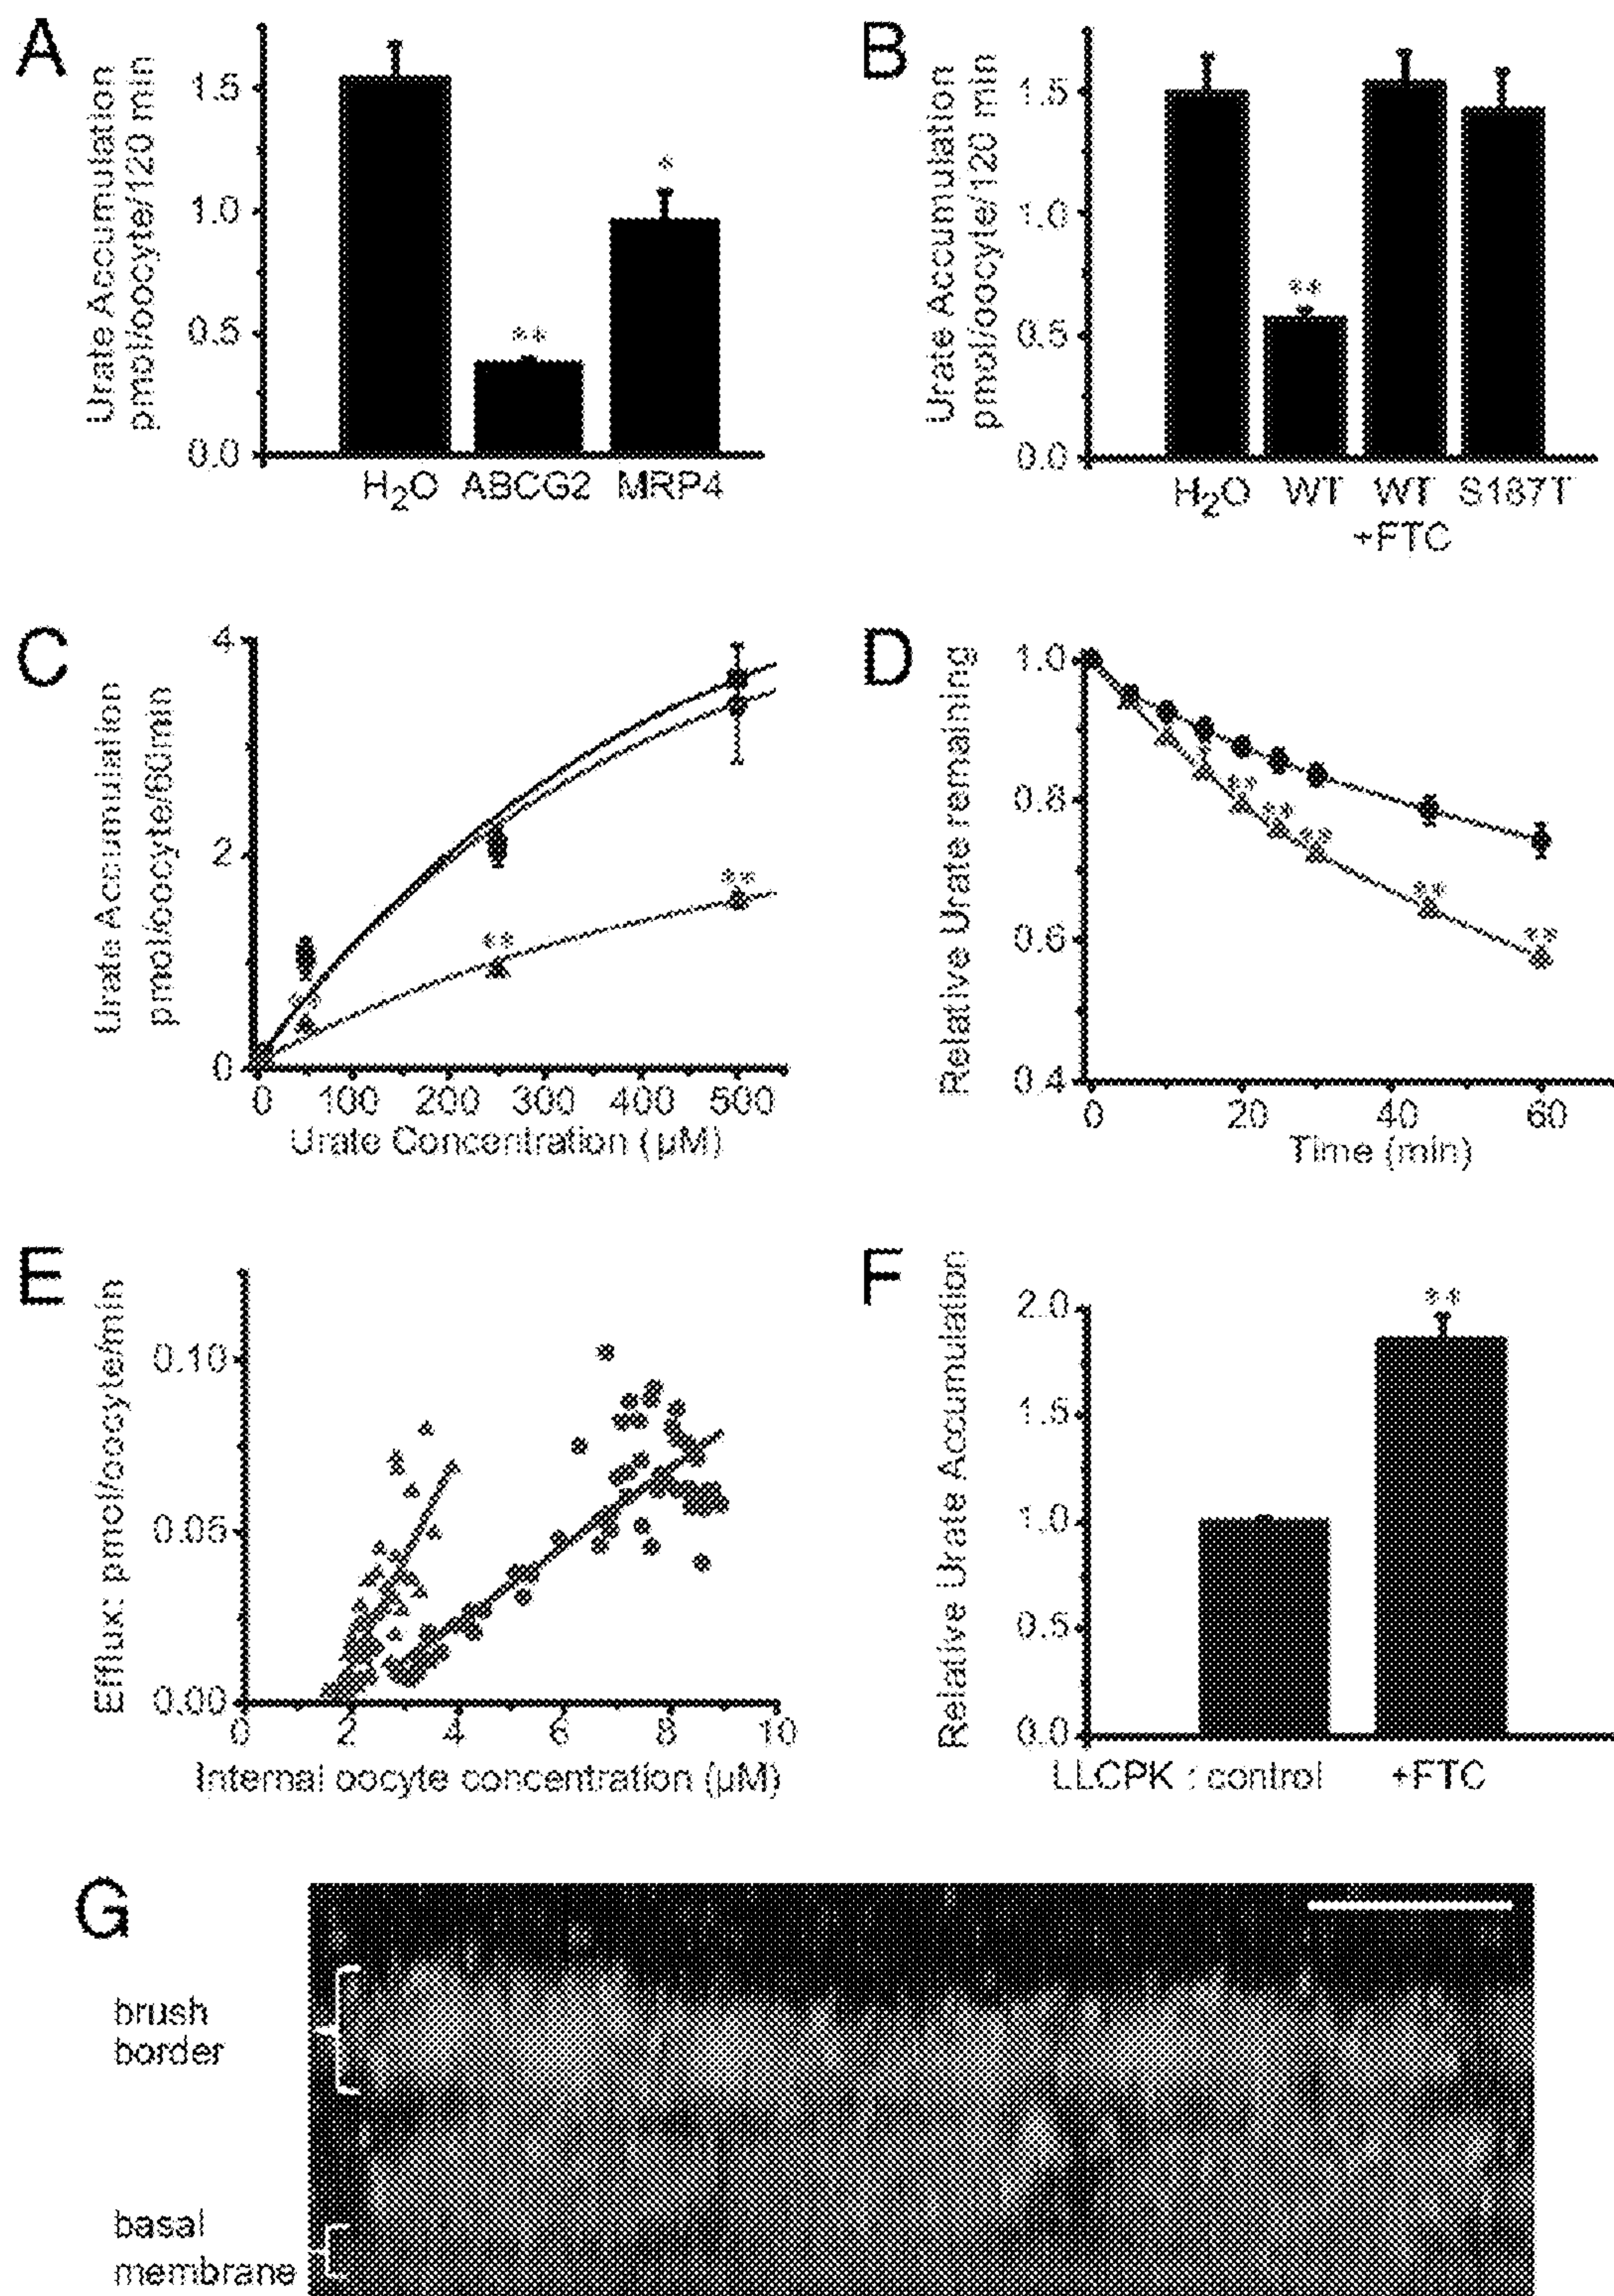 A
Urate Accumulation
pmol/oocyte/120 min
1.5
1.0
0.5
0.0
*
**
H2O ABCG2 MRP4
B
Urate Accumulation
pmol/oocyte/120 min
1.5
1.0
0.5
0.0
**
H2O WT WT S187T
+FTC
C
Urate Accumulation
pmol/oocyte/60min
4
2
0
**
**
**
0 100 200 300 400 500
Urate Concentration (µM)
D
Relative Urate remaining
1.0
0.8
0.6
0.4
*
**
**
**
**
**
0 20 40 60
Time (min)
E
Efflux: pmol/oocyte/min
0.10
0.05
0.00
0 2 4 6 8 10
Internal oocyte concentration (µM)
F
Relative Urate Accumulation
2.0
1.5
1.0
0.5
0.0
**
LLCPK : control +FTC
G
brush
border
basal
membrane